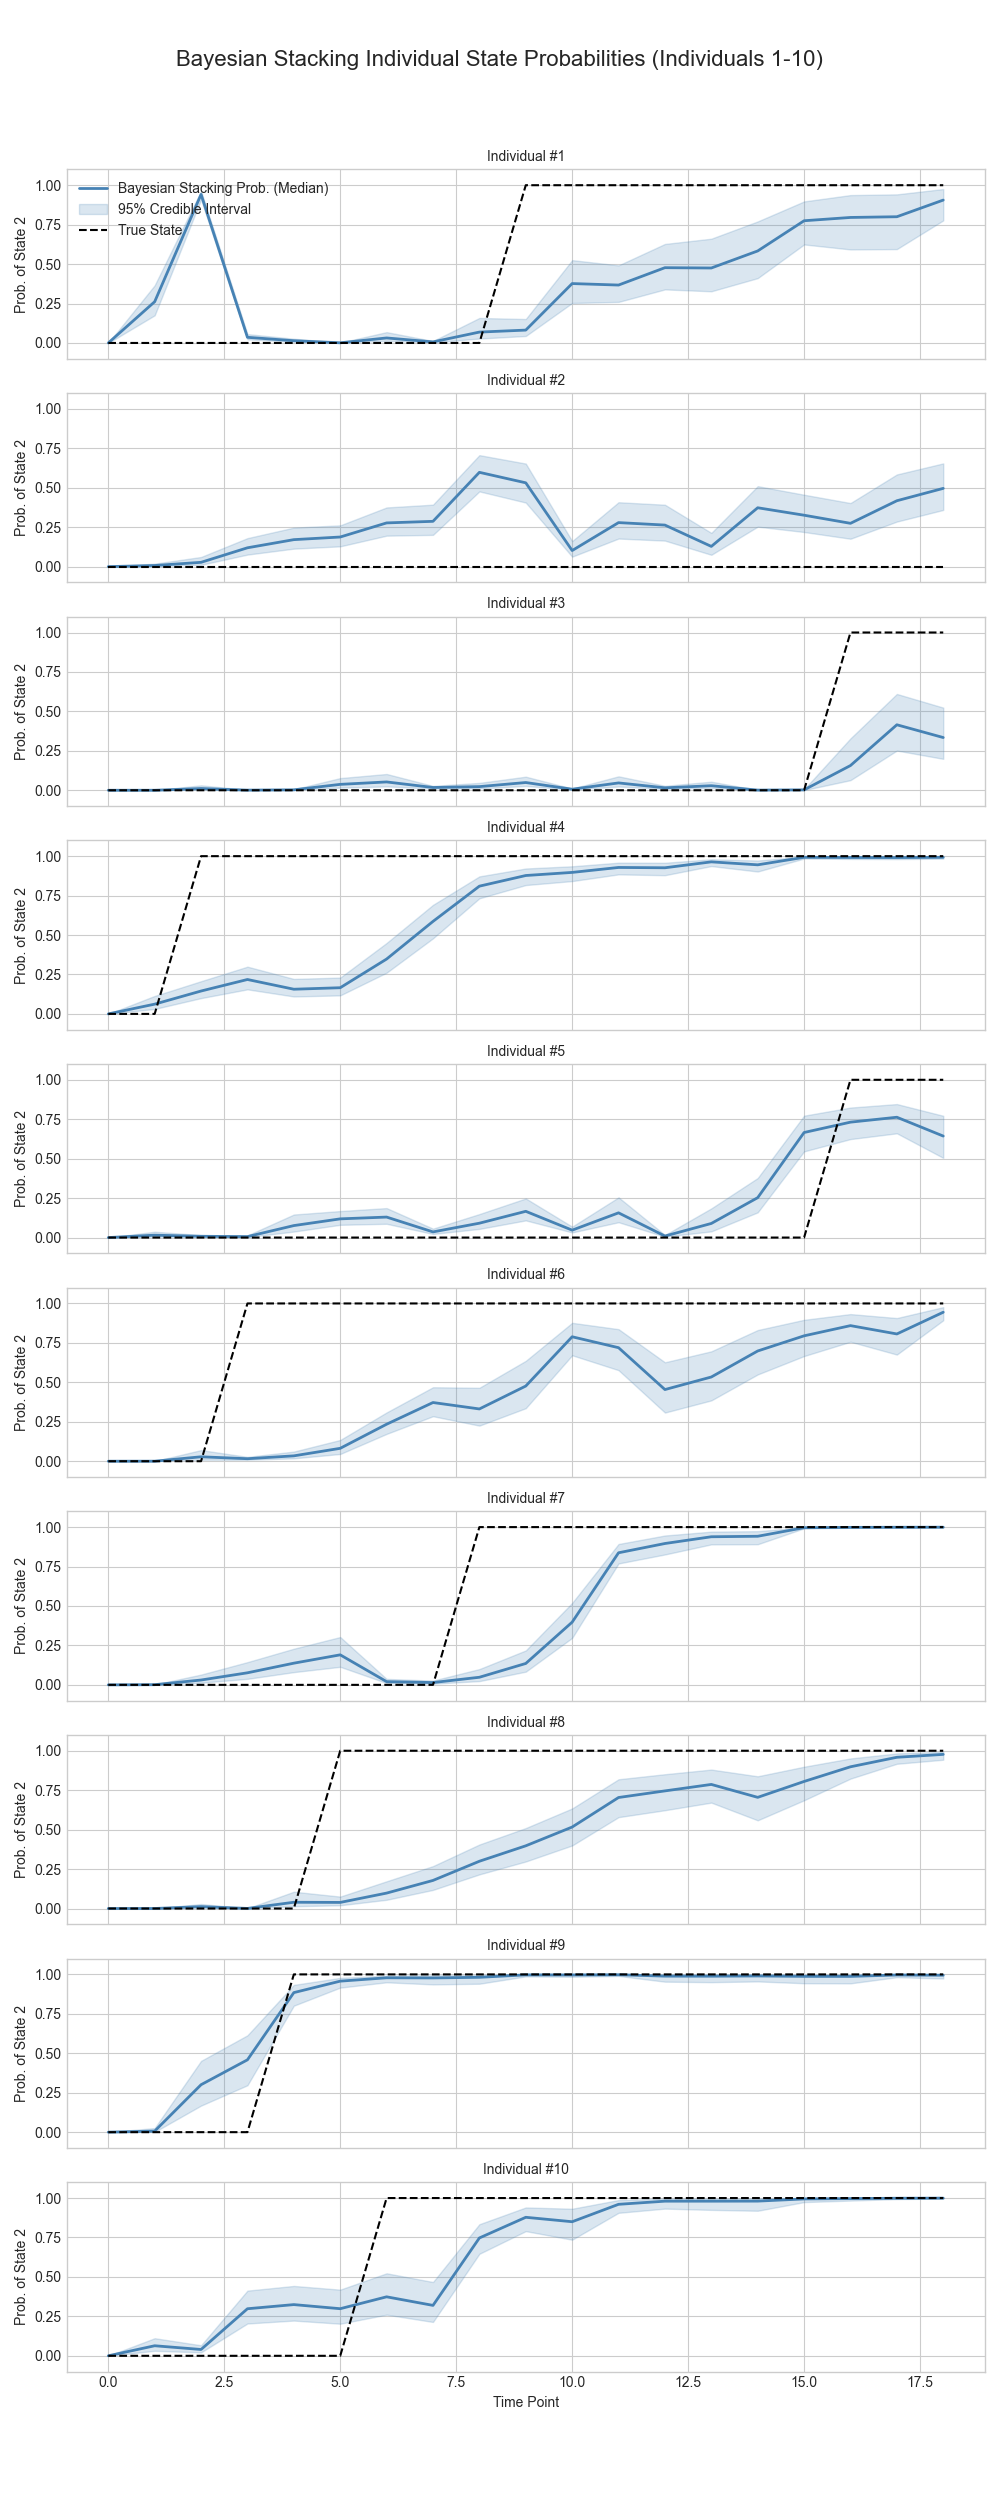 Bayesian Stacking Individual State Probabilities (Individuals 1-10)
Individual #1
Bayesian Stacking Prob. (Median)
95% Credible Interval
True State
Prob. of State 2
1.00
0.75
0.50
0.25
0.00
Individual #2
Prob. of State 2
1.00
0.75
0.50
0.25
0.00
Individual #3
Prob. of State 2
1.00
0.75
0.50
0.25
0.00
Individual #4
Prob. of State 2
1.00
0.75
0.50
0.25
0.00
Individual #5
Prob. of State 2
1.00
0.75
0.50
0.25
0.00
Individual #6
Prob. of State 2
1.00
0.75
0.50
0.25
0.00
Individual #7
Prob. of State 2
1.00
0.75
0.50
0.25
0.00
Individual #8
Prob. of State 2
1.00
0.75
0.50
0.25
0.00
Individual #9
Prob. of State 2
1.00
0.75
0.50
0.25
0.00
Individual #10
Prob. of State 2
1.00
0.75
0.50
0.25
0.00
0.0 2.5 5.0 7.5 10.0 12.5 15.0 17.5
Time Point